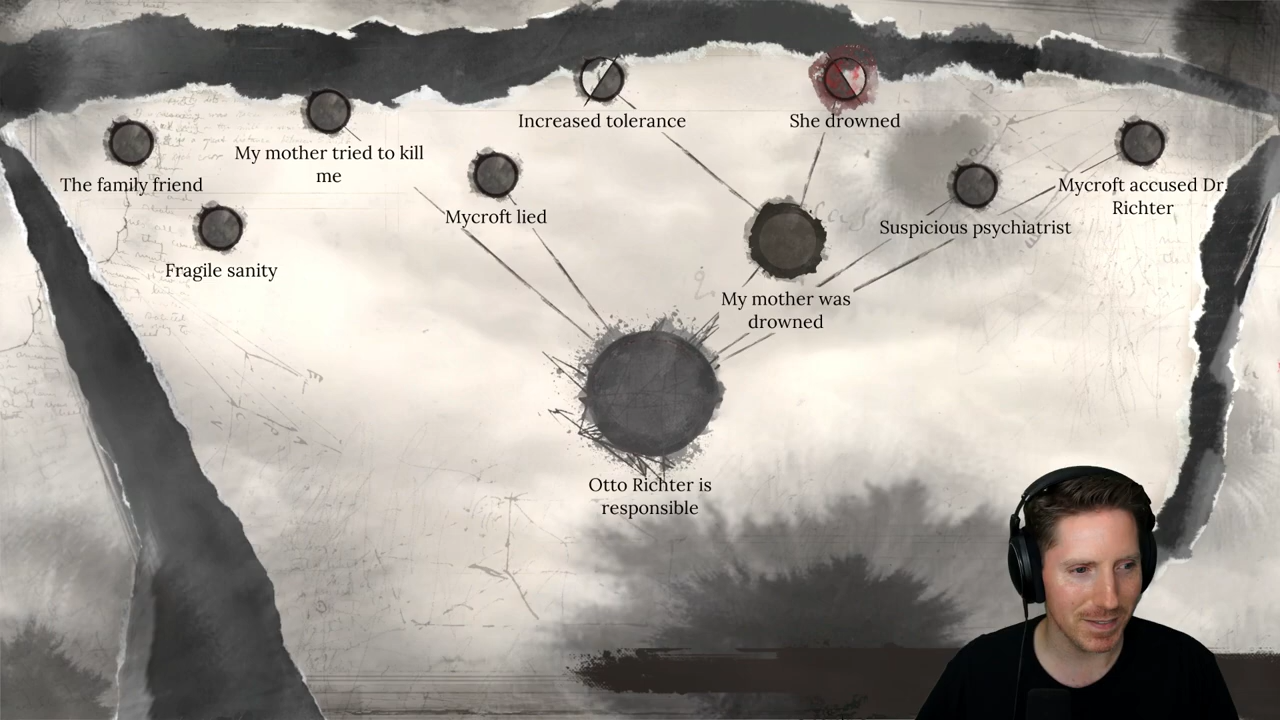 Increased tolerance
She drowned
My mother tried to kill
me
The family friend
Mycroft lied
Suspicious psychiatrist
Mycroft accused Dr.
Richter
Fragile sanity
My mother was
drowned
Otto Richter is
responsible